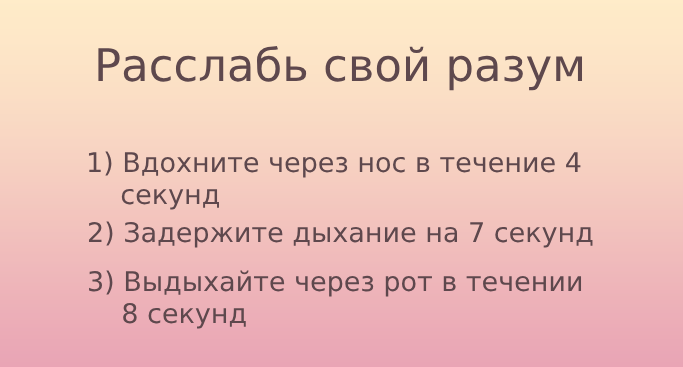 Расслабь свой разум
1) Вдохните через нос в течение 4
секунд
2) Задержите дыхание на 7 секунд
3) Выдыхайте через рот в течении
8 секунд